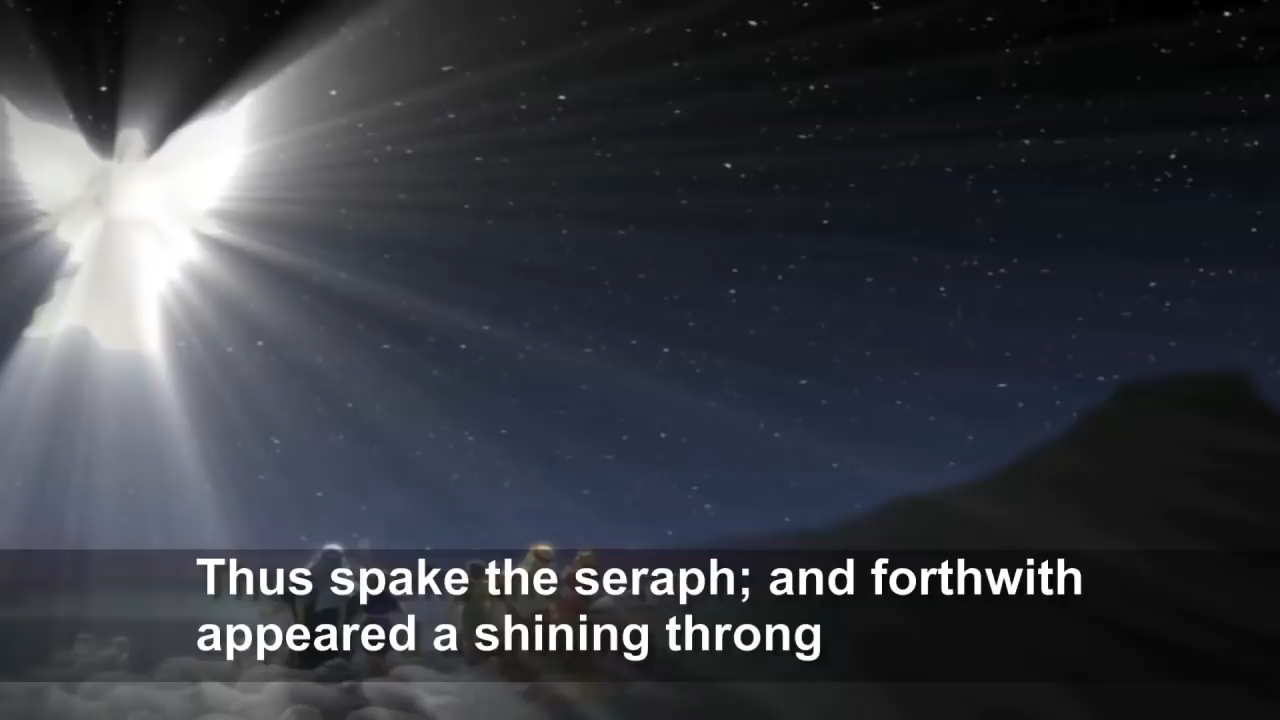 Thus spake the seraph; and forthwith
appeared a shining throng